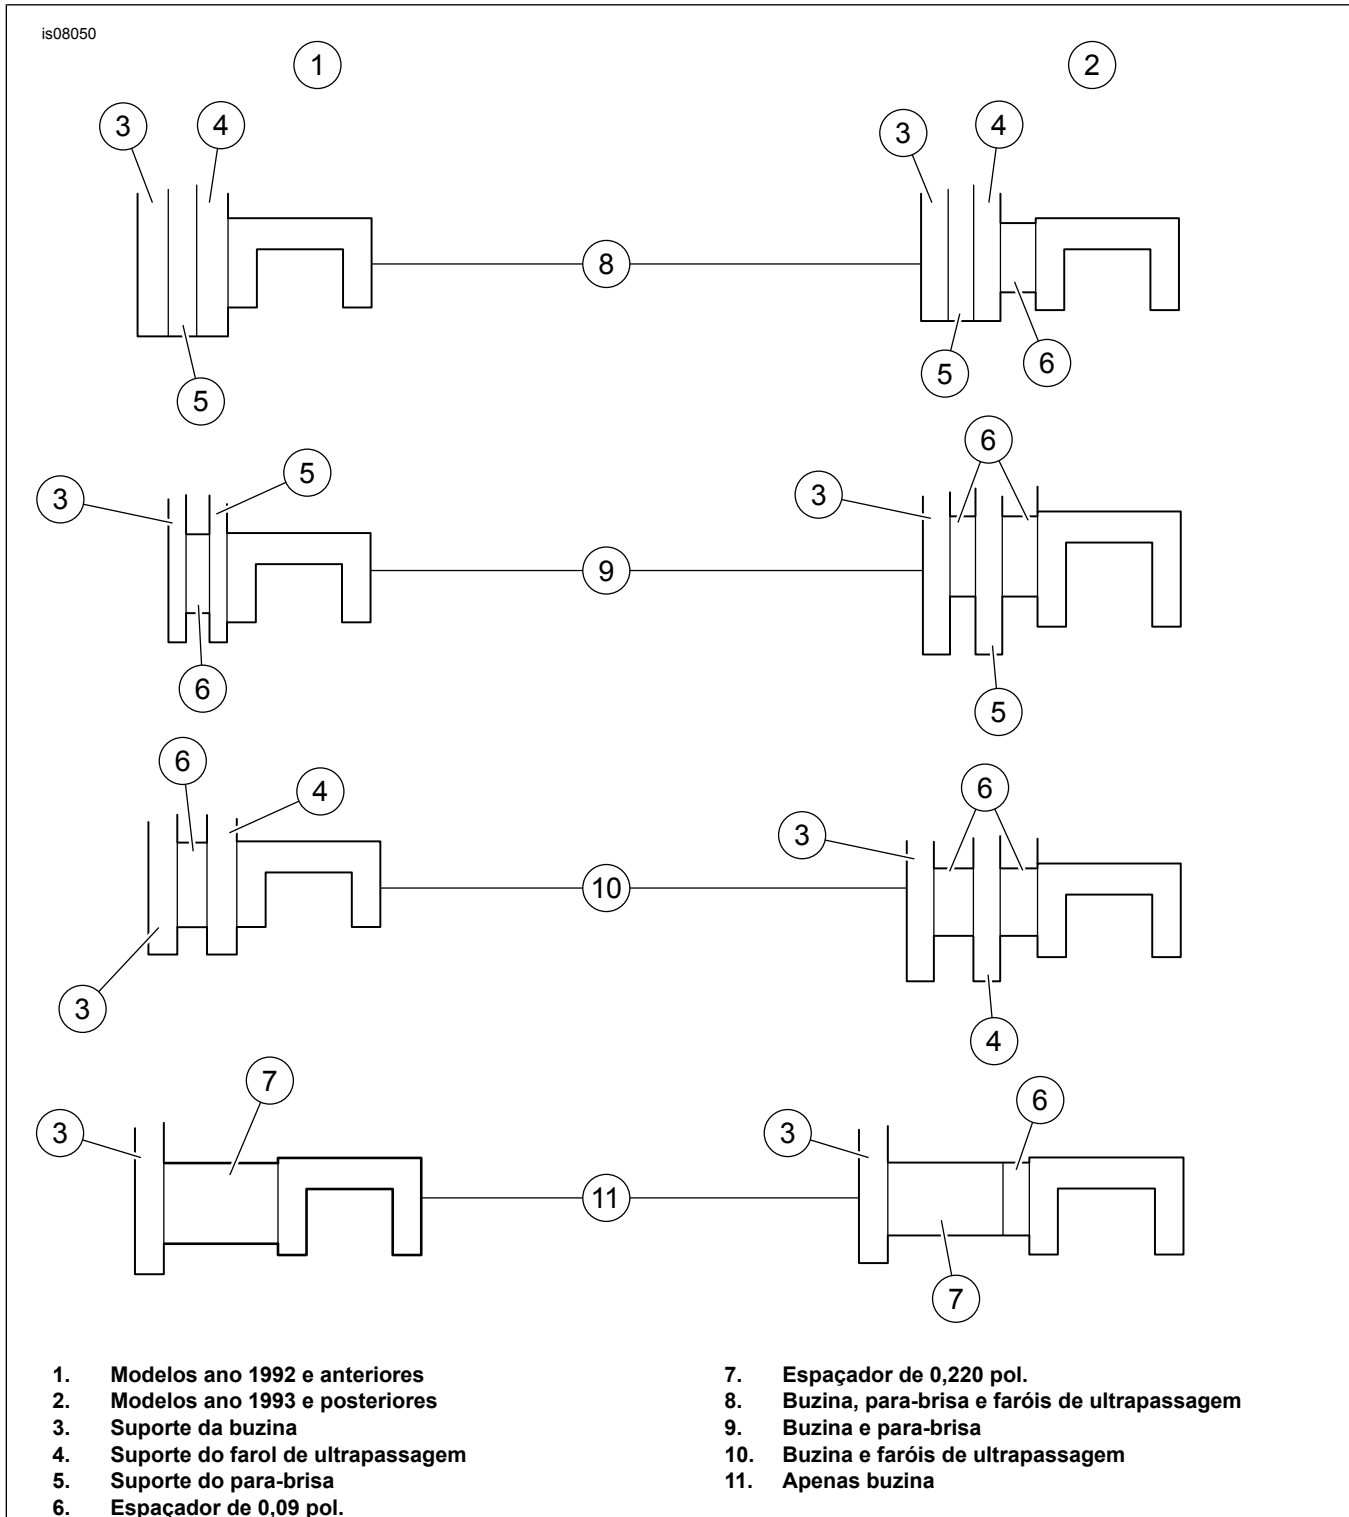 is08050
1
2
3
4
3
4
8
5
5
6
6
5
3
3
9
6
5
6
6
4
3
10
3
4
7
6
3
3
11
7
1. Modelos ano 1992 e anteriores
2. Modelos ano 1993 e posteriores
3. Suporte da buzina
4. Suporte do farol de ultrapassagem
5. Suporte do para-brisa
6. Espaçador de 0,09 pol.
7. Espaçador de 0,220 pol.
8. Buzina, para-brisa e faróis de ultrapassagem
9. Buzina e para-brisa
10. Buzina e faróis de ultrapassagem
11. Apenas buzina